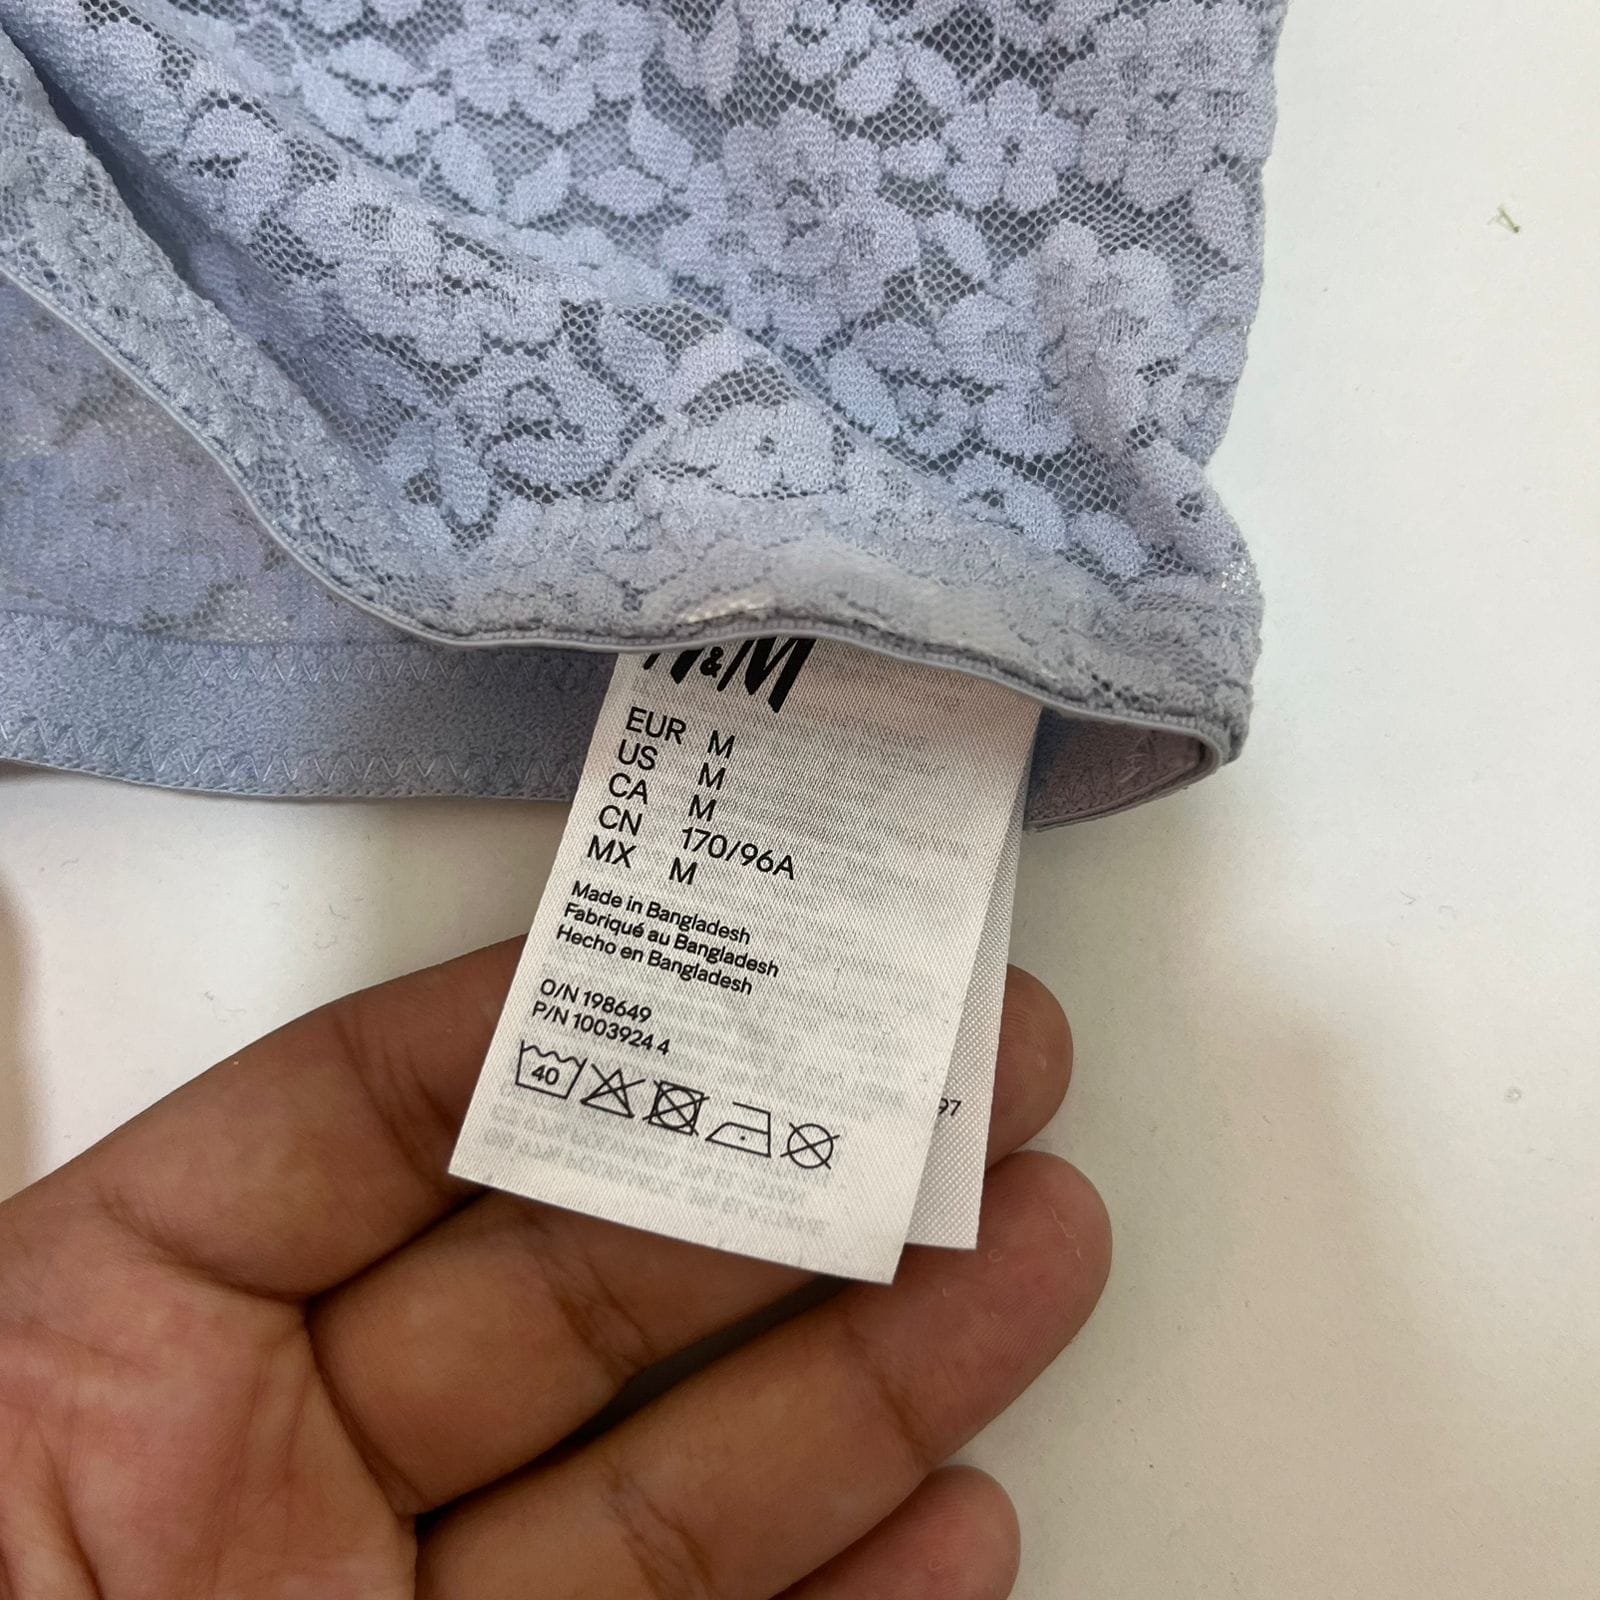 H&M
EUR M
US M
CA M
CN 170/96A
MX M
Made in Bangladesh
Fabriqué au Bangladesh
Hecho en Bangladesh
O/N 198649
P/N 1003924 4
40
97